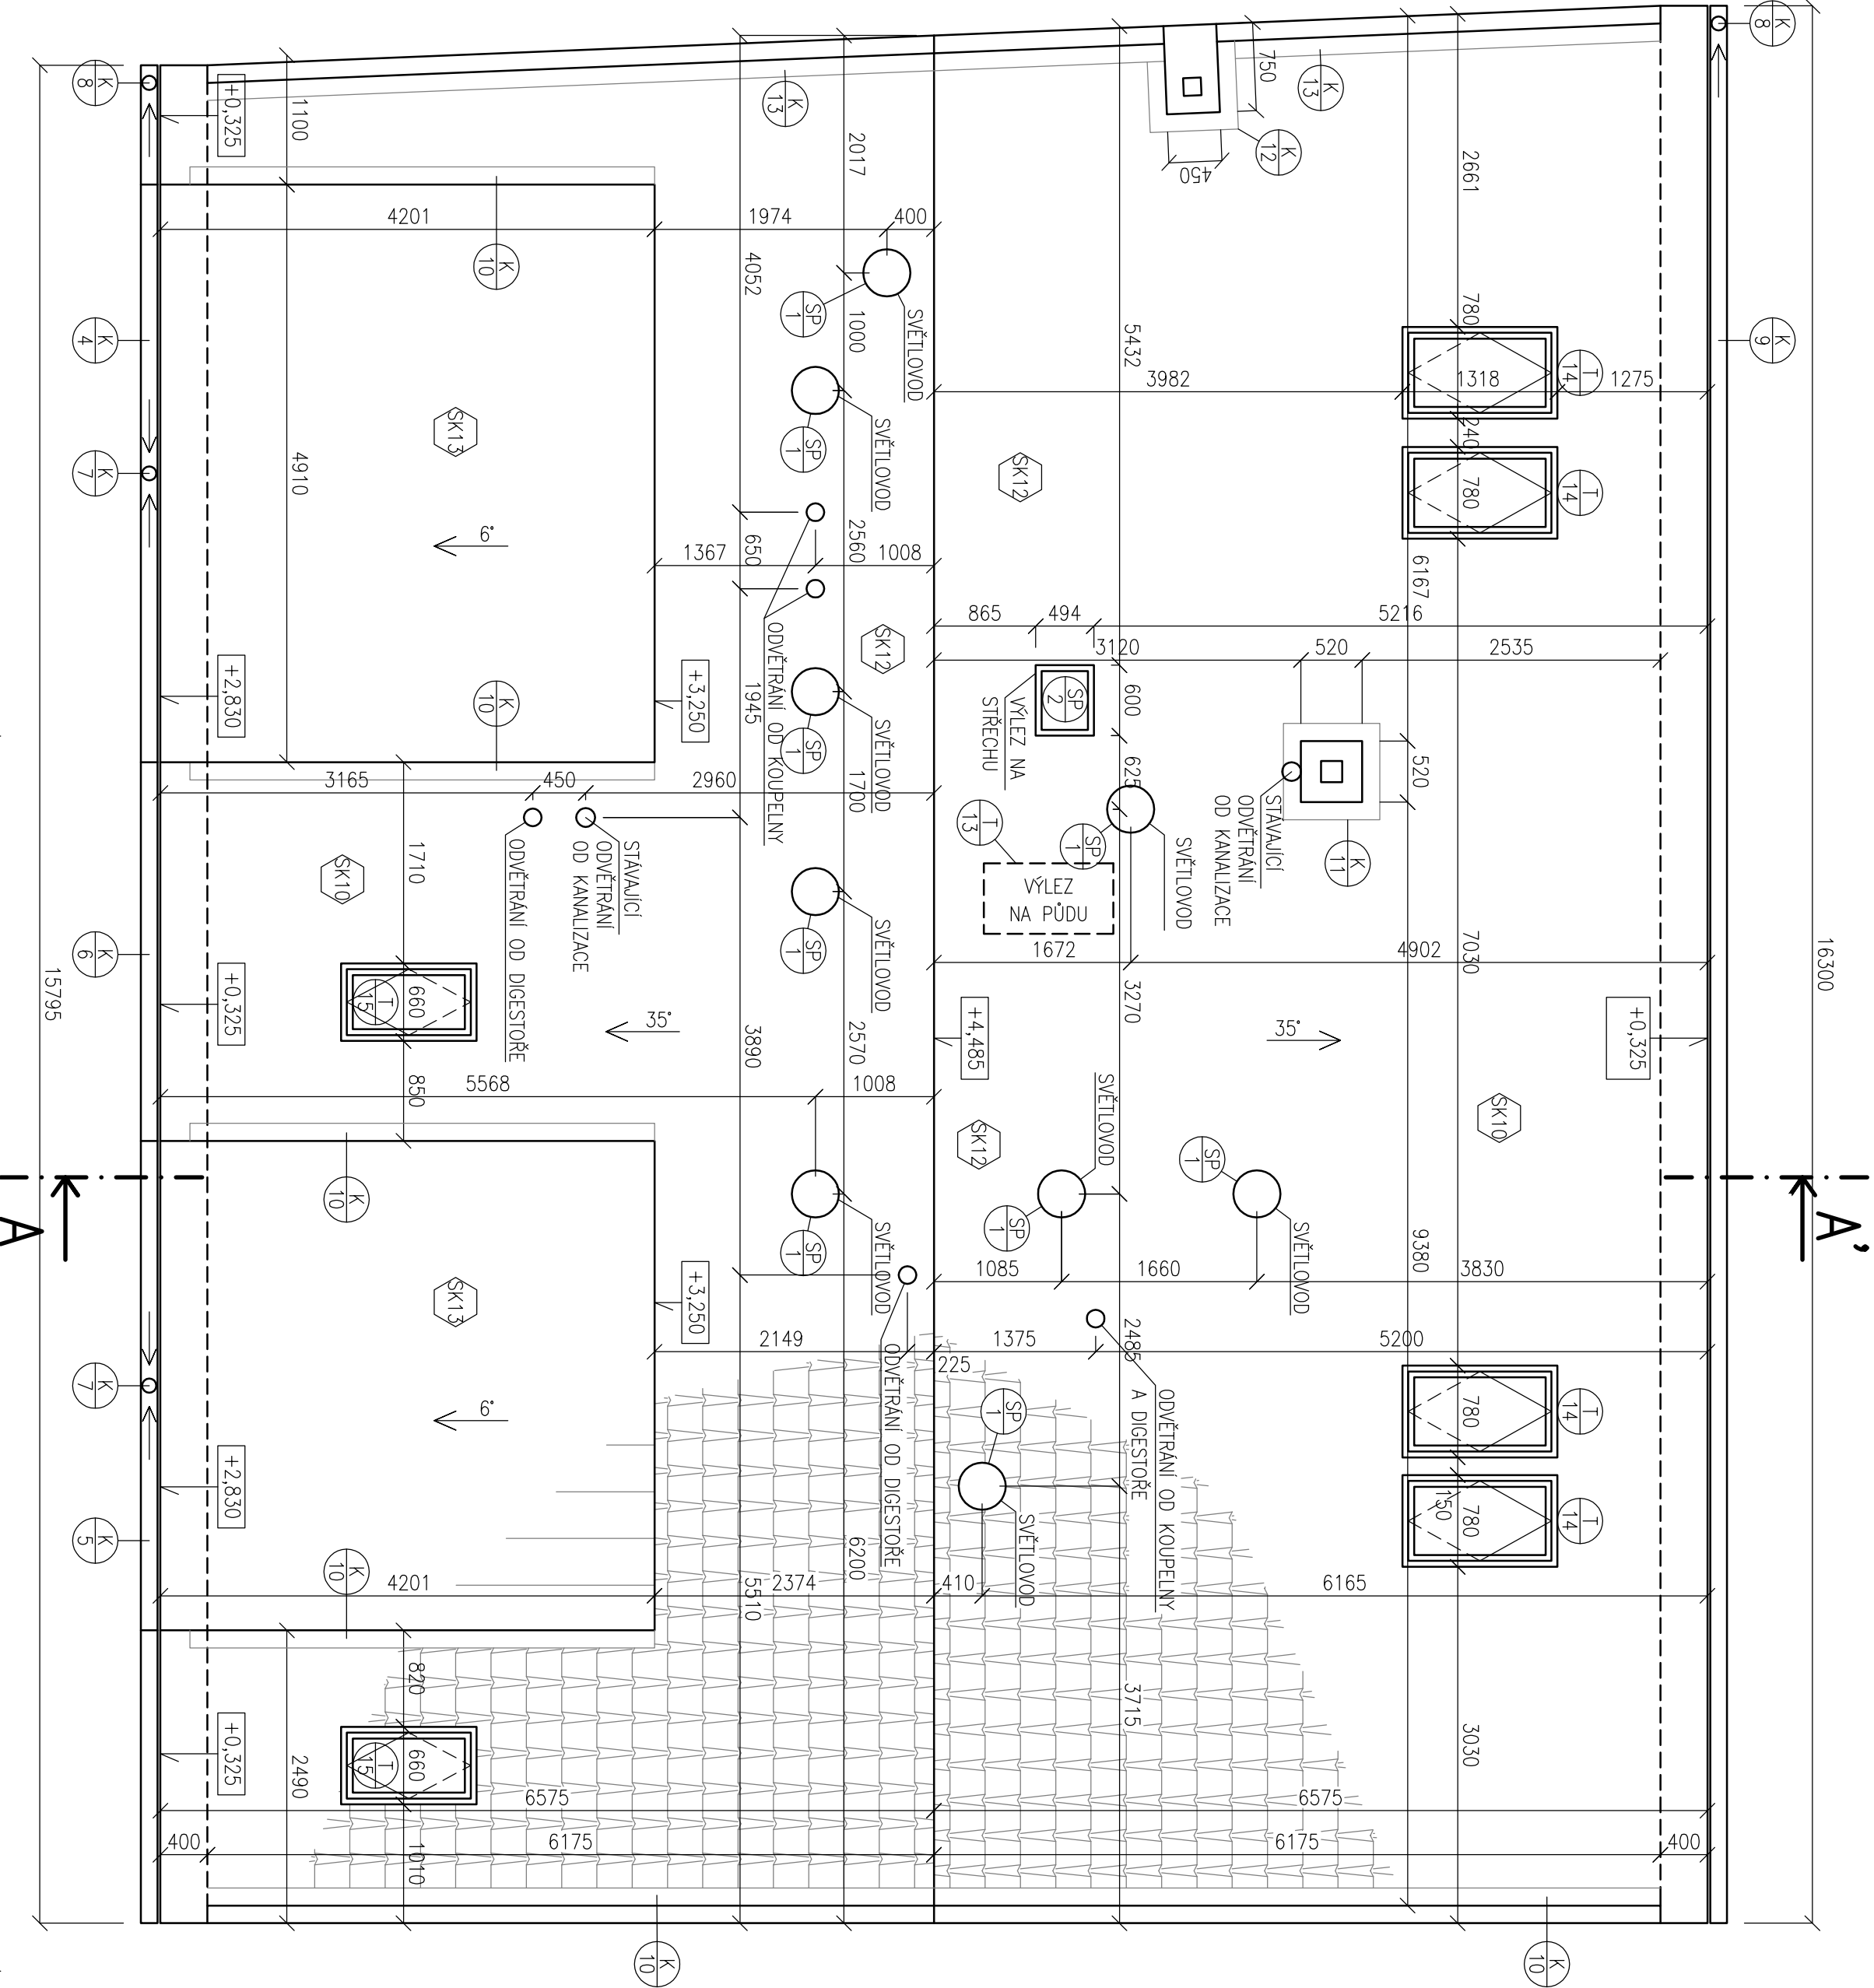 K
8
16300
K
8
K
13
750
K
12
K
13
+0,325
1100
2017
450
2661
4201
1974
400
K
10
4052
SP
1
1000
SVĚTLOVOD
780
K
4
K
9
5432
3982
T
14
1318
1275
SK13
SP
1
SVĚTLOVOD
240
K
7
4910
SK12
780
T
14
6°
1367
650
2560
1008
6167
865
494
5216
3120
520
2535
ODVĚTRÁNÍ OD KOUPELNY
SK12
+2,830
K
10
+3,250
1945
SP
1
SVĚTLOVOD
SP
2
VÝLEZ NA
STŘECHU
600
520
3165
450
2960
1700
625
STÁVAJÍCÍ
ODVĚTRÁNÍ
OD KANALIZACE
T
13
SP
1
SVĚTLOVOD
K
11
1710
SK10
ODVĚTRÁNÍ OD DIGESTOŘE
STÁVAJÍCÍ
ODVĚTRÁNÍ
OD KANALIZACE
VÝLEZ
NA PŮDU
K
6
15795
SP
1
SVĚTLOVOD
1672
4902
7030
16300
+0,325
T
15
660
35°
3890
2570
+4,485
3270
35°
+0,325
5568
850
1008
SVĚTLOVOD
SK10
SK12
K
10
SP
1
SP
1
A
A'
SP
1
SVĚTLOVOD
SVĚTLOVOD
SK13
+3,250
1085
1660
9380
3830
2149
225
1375
2485
5200
ODVĚTRÁNÍ OD DIGESTOŘE
ODVĚTRÁNÍ OD KOUPELNY
A DIGESTOŘE
K
7
6°
SP
1
780
T
14
+2,830
K
5
SVĚTLOVOD
150
780
T
14
K
10
4201
5510
2374
6200
410
6165
820
3715
+0,325
2490
T
15
660
3030
6575
6575
400
6175
6175
400
1010
K
10
K
10